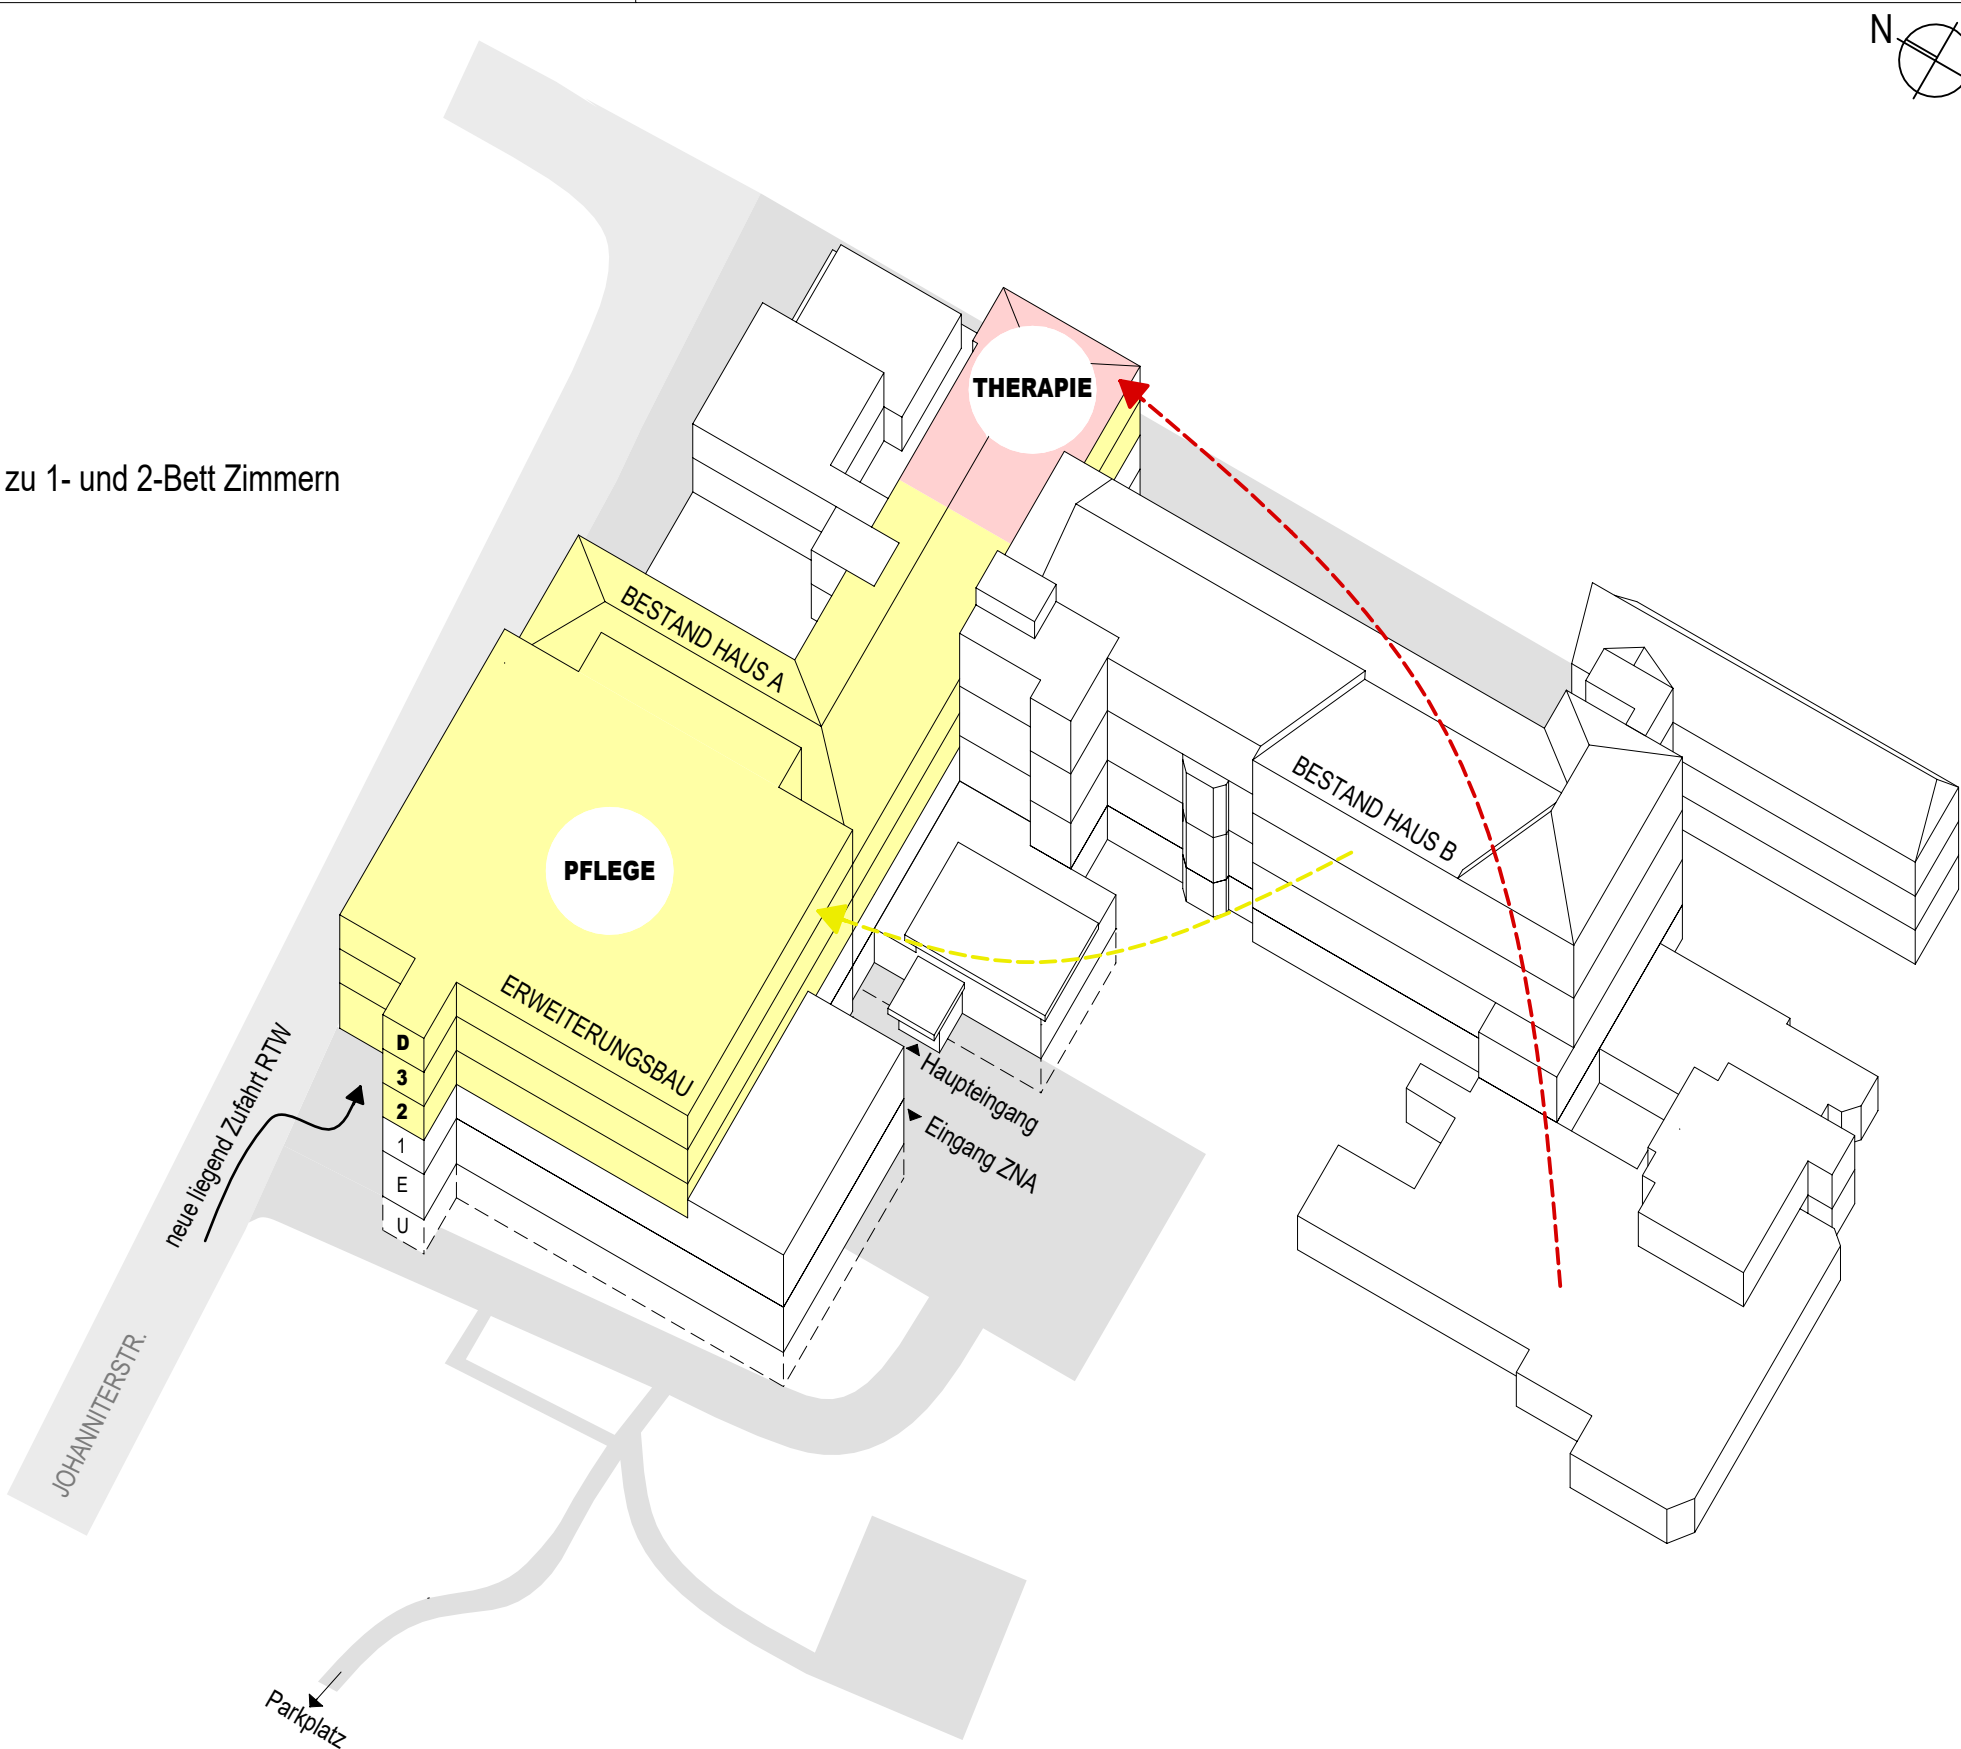 N
THERAPIE
zu 1- und 2-Bett Zimmern
BESTAND HAUS A
BESTAND HAUS B
PFLEGE
ERWEITERUNGSBAU
D
3
2
1
E
U
neue liegend Zufahrt RTW
Haupteingang
Eingang ZNA
JOHANNITERSTR.
Parkplatz